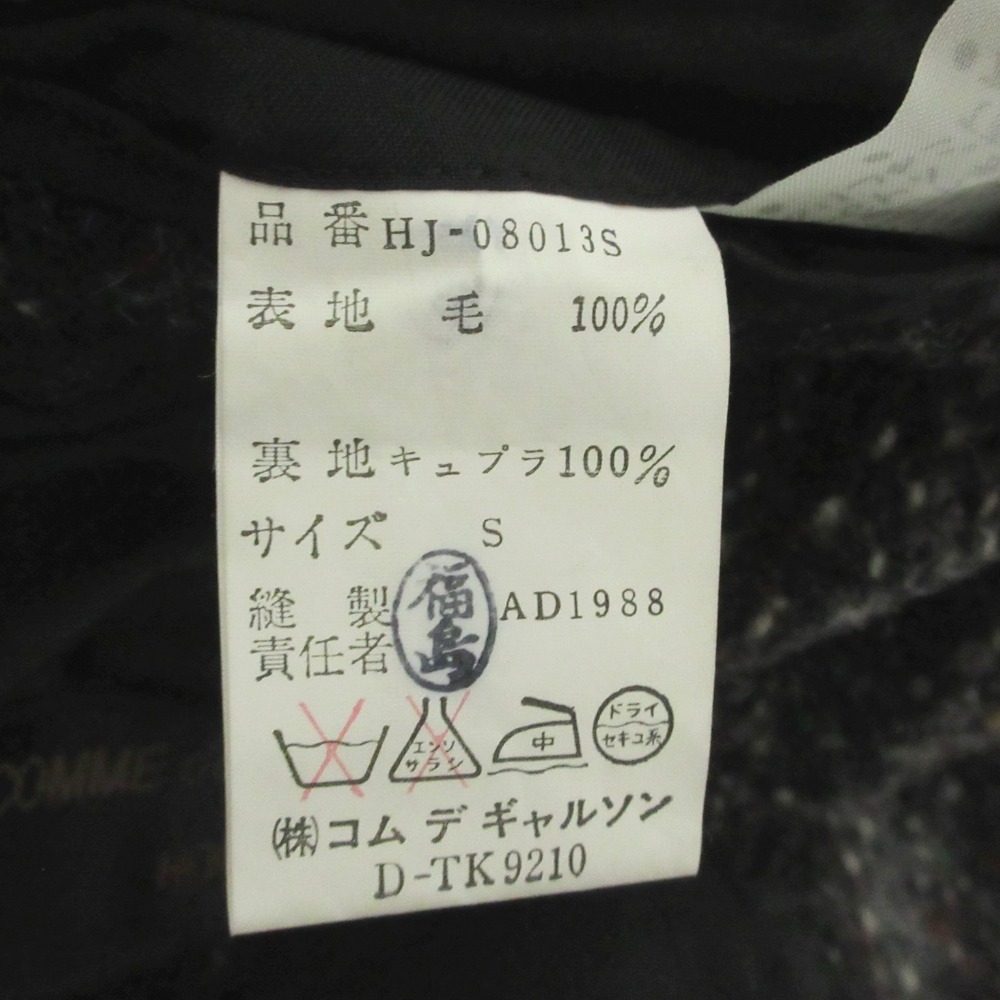 品番 HJ-08013S
表地 毛 100%
裏地 キュプラ 100%
サイズ S
縫製 福島 AD1988
責任者
エンソ サラシ 中 ドライ セキユ系
(株)コム デ ギャルソン
D-TK9210
COMME